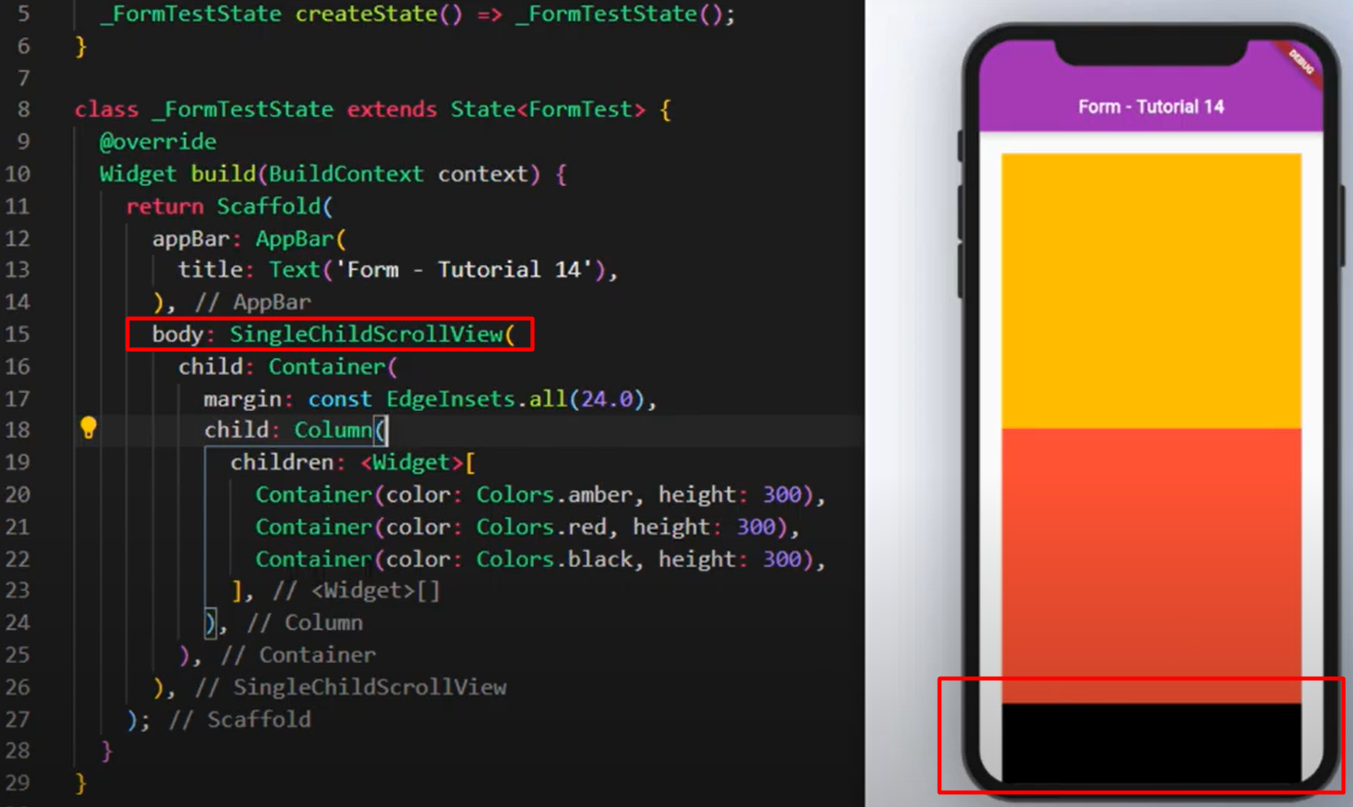 5 _FormTestState createState() => _FormTestState();
6 }
7
8 class _FormTestState extends State<FormTest> {
9 @override
10 Widget build(BuildContext context) {
11 return Scaffold(
12 appBar: AppBar(
13 title: Text('Form - Tutorial 14'),
14 ), // AppBar
15 body: SingleChildScrollView(
16 child: Container(
17 margin: const EdgeInsets.all(24.0),
18 child: Column(
19 children: <Widget>[
20 Container(color: Colors.amber, height: 300),
21 Container(color: Colors.red, height: 300),
22 Container(color: Colors.black, height: 300),
23 ], // <Widget>[]
24 ), // Column
25 ), // Container
26 ), // SingleChildScrollView
27 ); // Scaffold
28 }
29 }
DEBUG
Form - Tutorial 14